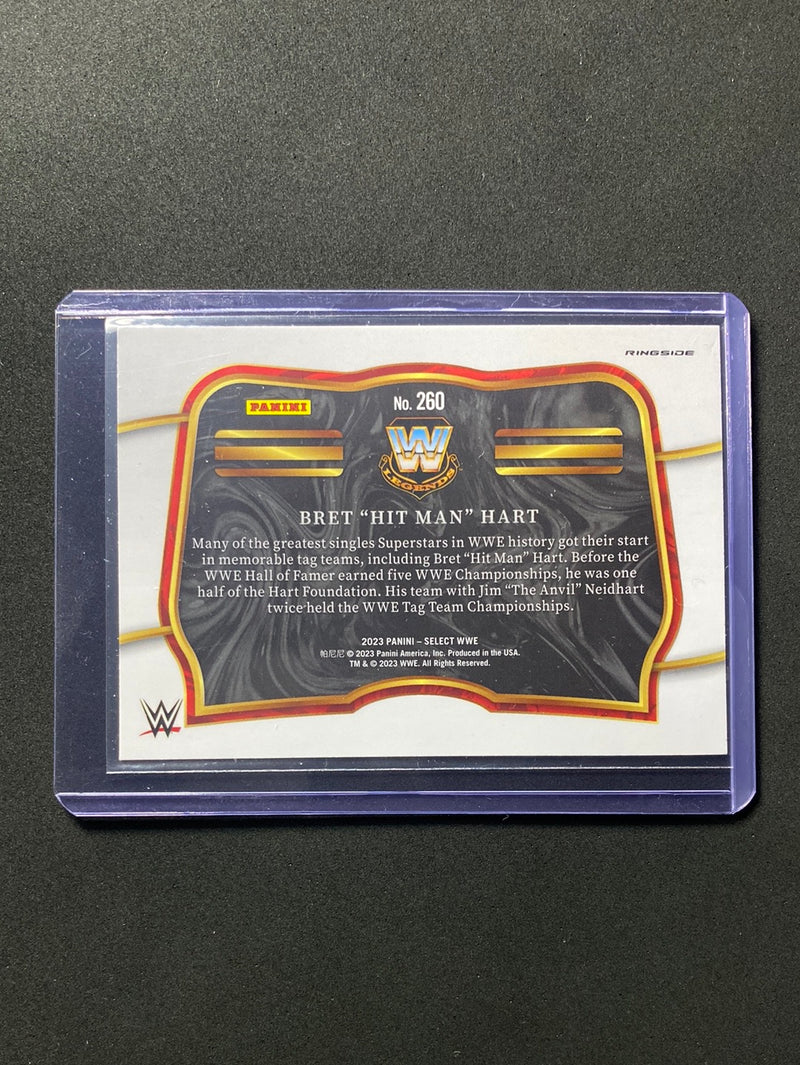 RINGSIDE
PANINI
No. 260
W
LEGENDS
BRET “HIT MAN” HART
Many of the greatest singles Superstars in WWE history got their start
in memorable tag teams, including Bret “Hit Man” Hart. Before the
WWE Hall of Famer earned five WWE Championships, he was one
half of the Hart Foundation. His team with Jim “The Anvil” Neidhart
twice held the WWE Tag Team Championships.
2023 PANINI – SELECT WWE
帕尼尼 © 2023 Panini America, Inc. Produced in the USA.
TM & © 2023 WWE. All Rights Reserved.
W